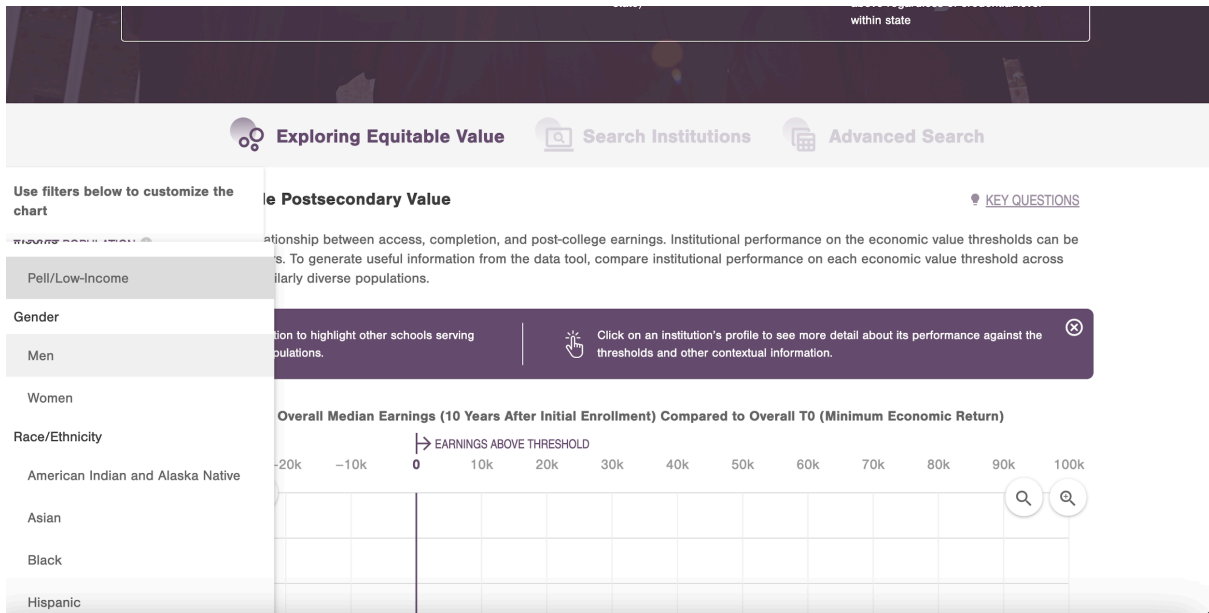 within state
Exploring Equitable Value
Search Institutions
Advanced Search
Use filters below to customize the
chart
le Postsecondary Value
KEY QUESTIONS
ationship between access, completion, and post-college earnings. Institutional performance on the economic value thresholds can be
rs. To generate useful information from the data tool, compare institutional performance on each economic value threshold across
ilarly diverse populations.
Pell/Low-Income
Gender
Men
Women
Race/Ethnicity
American Indian and Alaska Native
Asian
Black
Hispanic
tion to highlight other schools serving
pulations.
Click on an institution's profile to see more detail about its performance against the
thresholds and other contextual information.
Overall Median Earnings (10 Years After Initial Enrollment) Compared to Overall T0 (Minimum Economic Return)
EARNINGS ABOVE THRESHOLD
-20k −10k 0 10k 20k 30k 40k 50k 60k 70k 80k 90k 100k